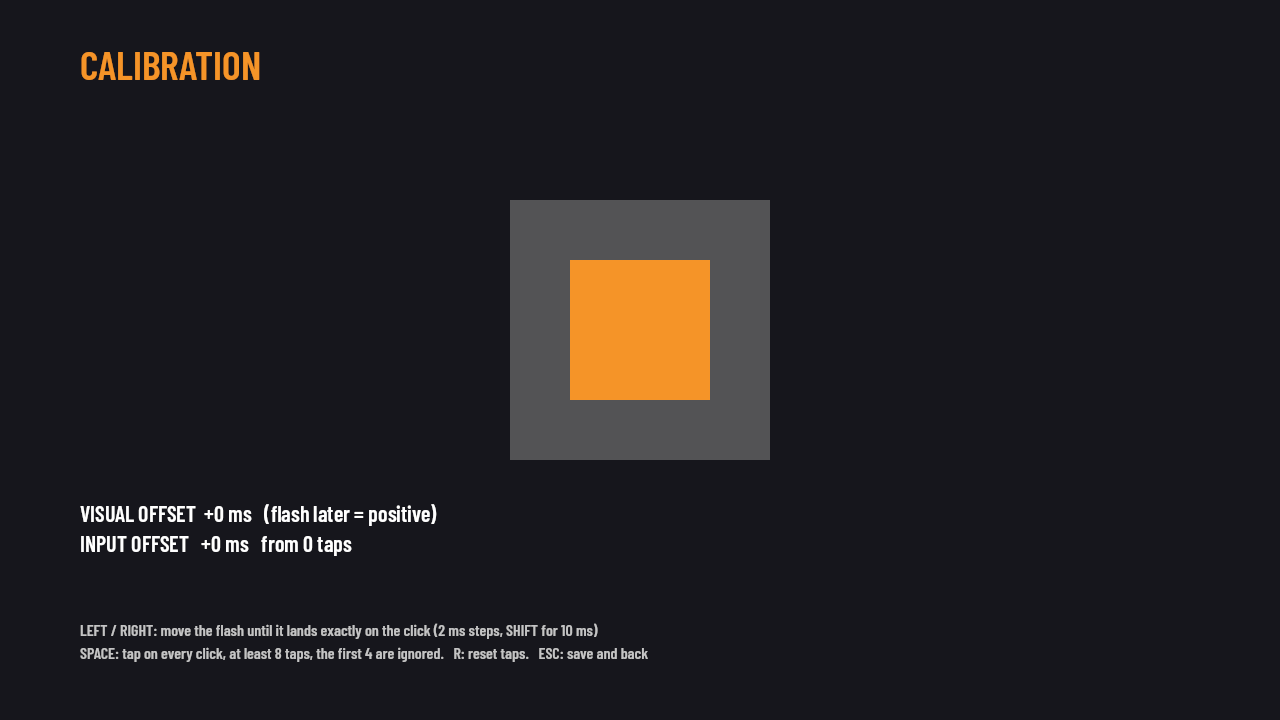 CALIBRATION
VISUAL OFFSET +0 ms (flash later = positive)
INPUT OFFSET +0 ms from 0 taps
LEFT / RIGHT: move the flash until it lands exactly on the click (2 ms steps, SHIFT for 10 ms)
SPACE: tap on every click, at least 8 taps, the first 4 are ignored. R: reset taps. ESC: save and back